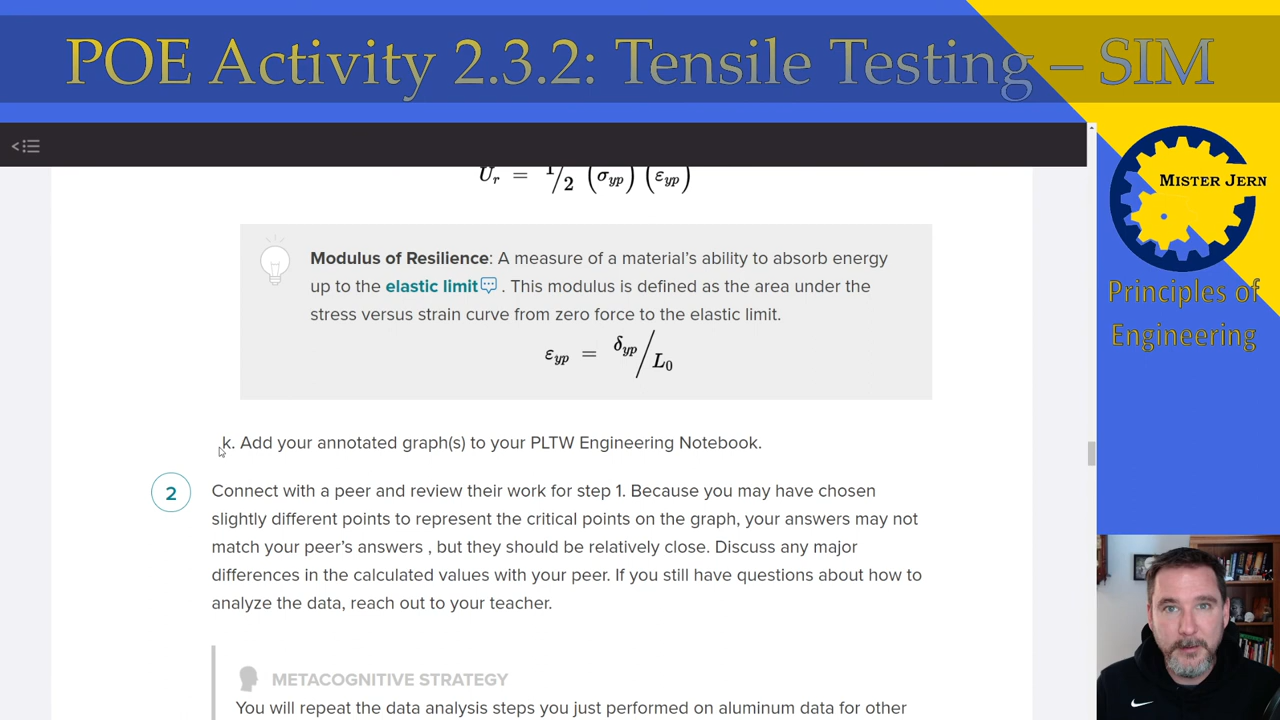 POE Activity 2.3.2: Tensile Testing – SIM
MISTER JERN
Principles of
Engineering
U_r = 1/2 (σ_yp) (ε_yp)
Modulus of Resilience: A measure of a material's ability to absorb energy
up to the elastic limit . This modulus is defined as the area under the
stress versus strain curve from zero force to the elastic limit.
ε_yp = δ_yp / L_0
k. Add your annotated graph(s) to your PLTW Engineering Notebook.
2
Connect with a peer and review their work for step 1. Because you may have chosen
slightly different points to represent the critical points on the graph, your answers may not
match your peer's answers , but they should be relatively close. Discuss any major
differences in the calculated values with your peer. If you still have questions about how to
analyze the data, reach out to your teacher.
METACOGNITIVE STRATEGY
You will repeat the data analysis steps you just performed on aluminum data for other